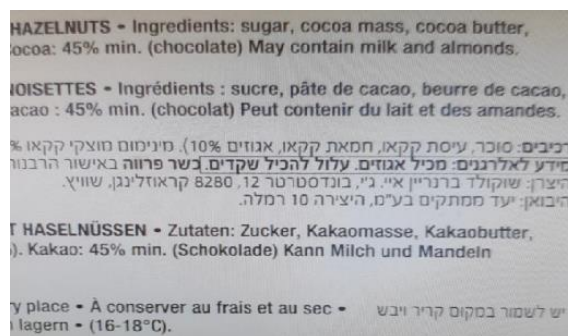 HAZELNUTS • Ingredients: sugar, cocoa mass, cocoa butter,
ocoa: 45% min. (chocolate) May contain milk and almonds.
NOISETTES • Ingrédients : sucre, pâte de cacao, beurre de cacao,
acao : 45% min. (chocolat) Peut contenir du lait et des amandes.
רכיבים: סוכר, עיסת קקאו, חמאת קקאו, אגוזים 10%). מינימום מוצקי קקאו %
מידע לאלרגנים: מכיל אגוזים. עלול להכיל שקדים. כשר פרווה באישור הרבנות
היצרן: שוקולד ברנריין איי. ג'י, בונדסטרטר 12, 8280 קראוזלינגן, שוויץ.
היבואן: יעד ממתקים בע"מ, היצירה 10 רמלה.
T HASELNÜSSEN • Zutaten: Zucker, Kakaomasse, Kakaobutter,
). Kakao: 45% min. (Schokolade) Kann Milch und Mandeln
ry place • À conserver au frais et au sec • יש לשמור במקום קריר ויבש
lagern • (16-18°C).